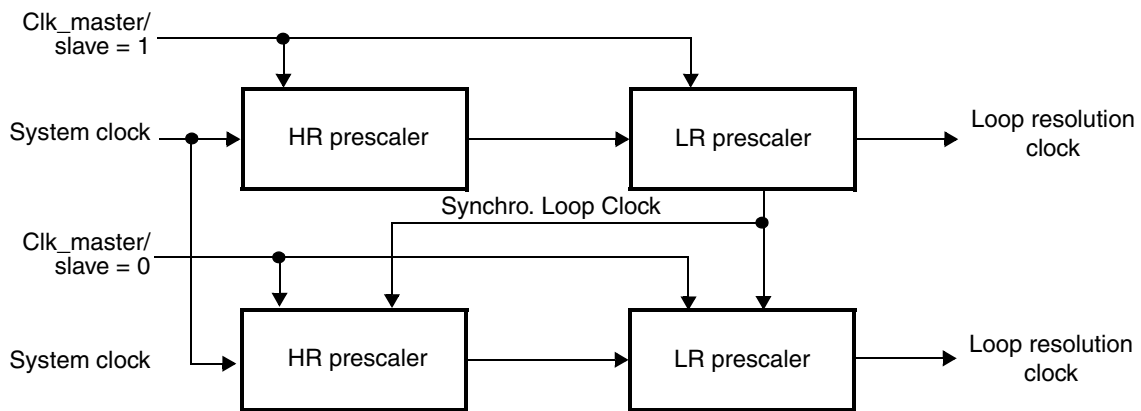 Clk_master/
slave = 1
System clock
HR prescaler
LR prescaler
Loop resolution
clock
Synchro. Loop Clock
Clk_master/
slave = 0
System clock
HR prescaler
LR prescaler
Loop resolution
clock